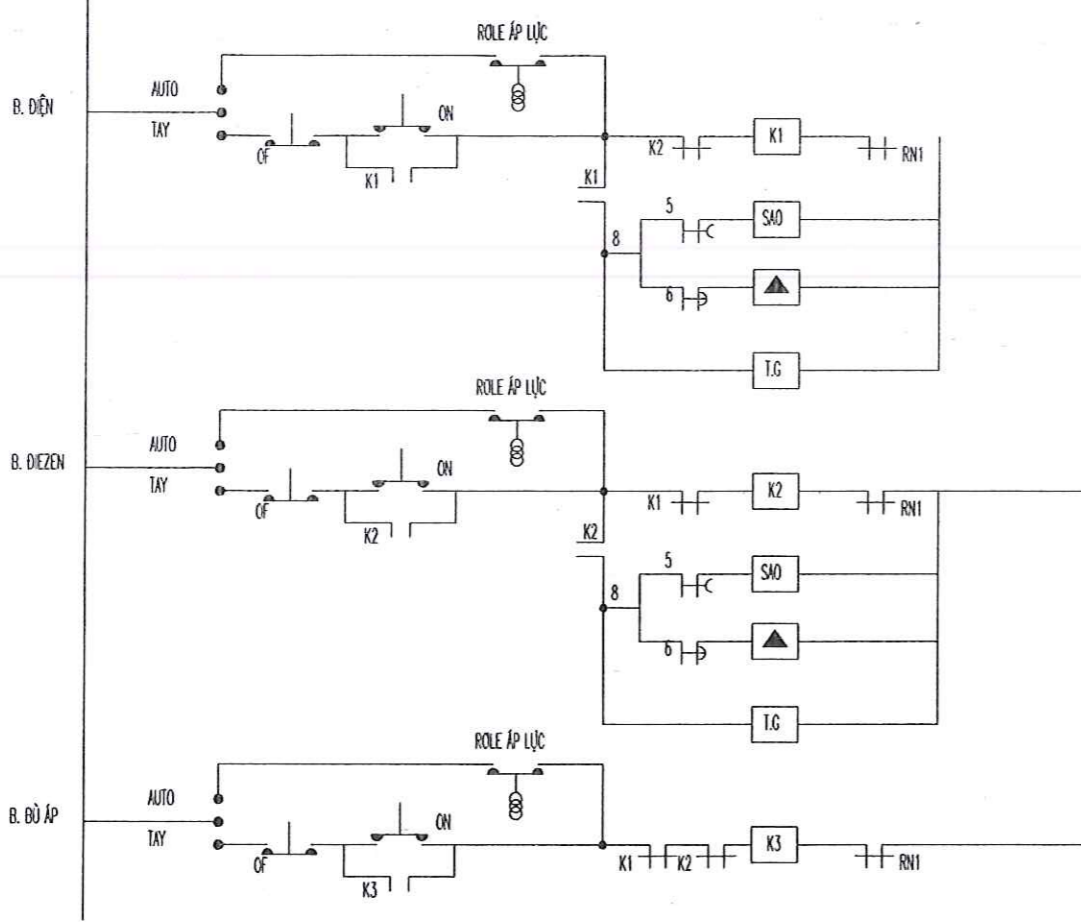 ROLE ÁP LỰC
AUTO
B. ĐIỆN
TAY
ON
OF
K1
K1
K2
K1
RN1
5
SAO
8
6
T.G
ROLE ÁP LỰC
AUTO
B. ĐIEZEN
TAY
ON
OF
K2
K2
K1
K2
RN1
5
SAO
8
6
T.G
ROLE ÁP LỰC
AUTO
B. BÙ ÁP
TAY
ON
OF
K3
K1
K2
K3
RN1